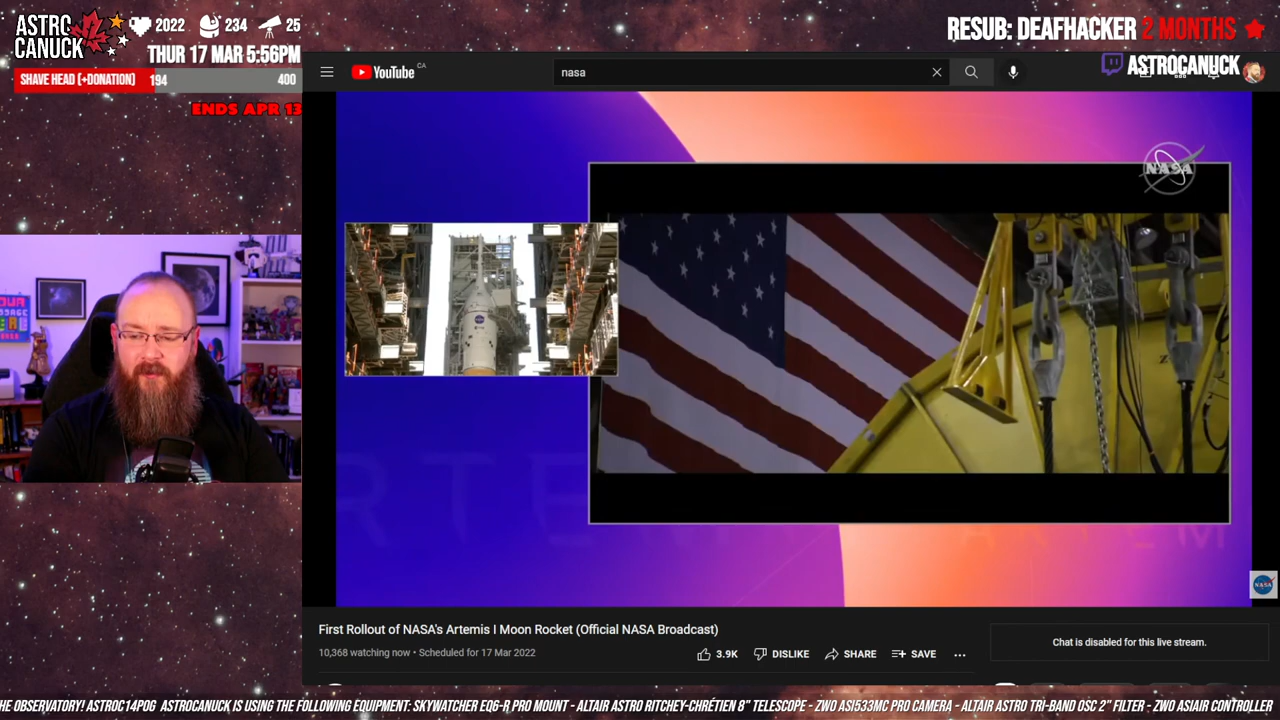 ASTRO
CANUCK
2022
234
25
THUR 17 MAR 5:56PM
SHAVE HEAD (+DONATION)
194
400
ENDS APR 13
RESUB: DEAFHACKER 2 MONTHS
ASTROCANUCK
YouTube
CA
nasa
NASA
ARTEM
NASA
First Rollout of NASA's Artemis I Moon Rocket (Official NASA Broadcast)
10,368 watching now • Scheduled for 17 Mar 2022
3.9K
DISLIKE
SHARE
SAVE
Chat is disabled for this live stream.
HE OBSERVATORY! ASTROC14POG ASTROCANUCK IS USING THE FOLLOWING EQUIPMENT: SKYWATCHER EQ6-R PRO MOUNT - ALTAIR ASTRO RITCHEY-CHRÉTIEN 8" TELESCOPE - ZWO ASI533MC PRO CAMERA - ALTAIR ASTRO TRI-BAND OSC 2" FILTER - ZWO ASIAIR CONTROLLER